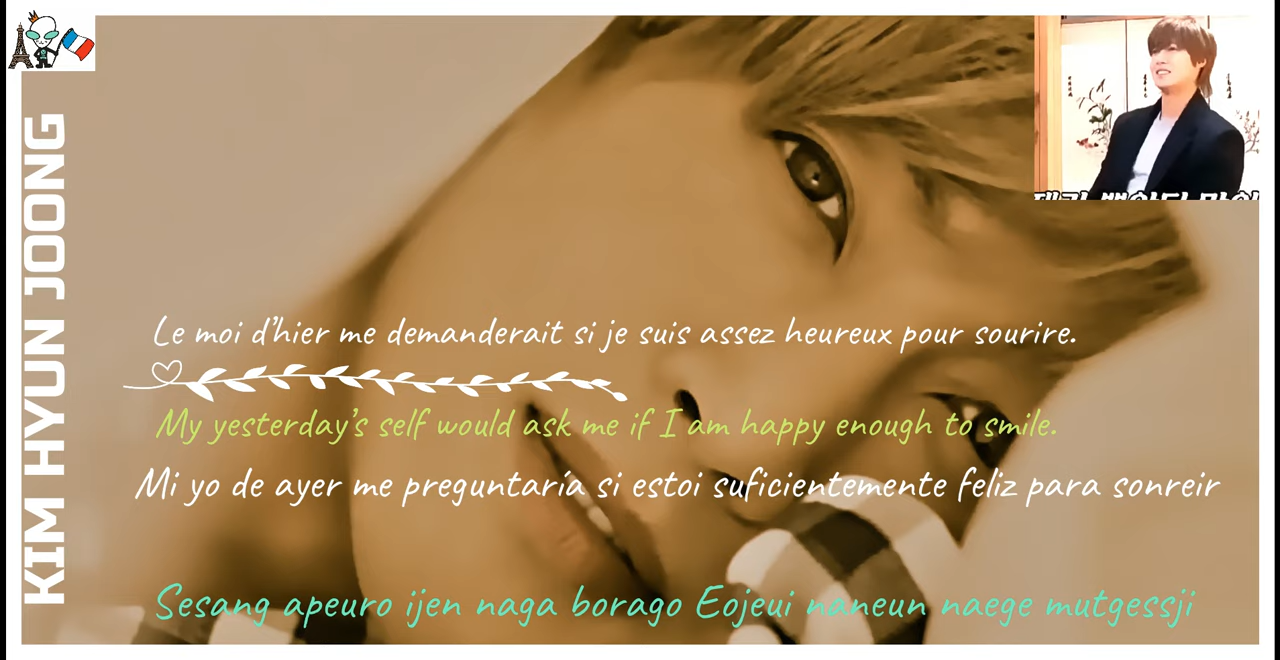 KIM HYUN JOONG
Le moi d'hier me demanderait si je suis assez heureux pour sourire.
My yesterday's self would ask me if I am happy enough to smile.
Mi yo de ayer me preguntaría si estoi suficientemente feliz para sonreir
Sesang apeuro ijen naga borago Eojeui naneun naege mutgessji